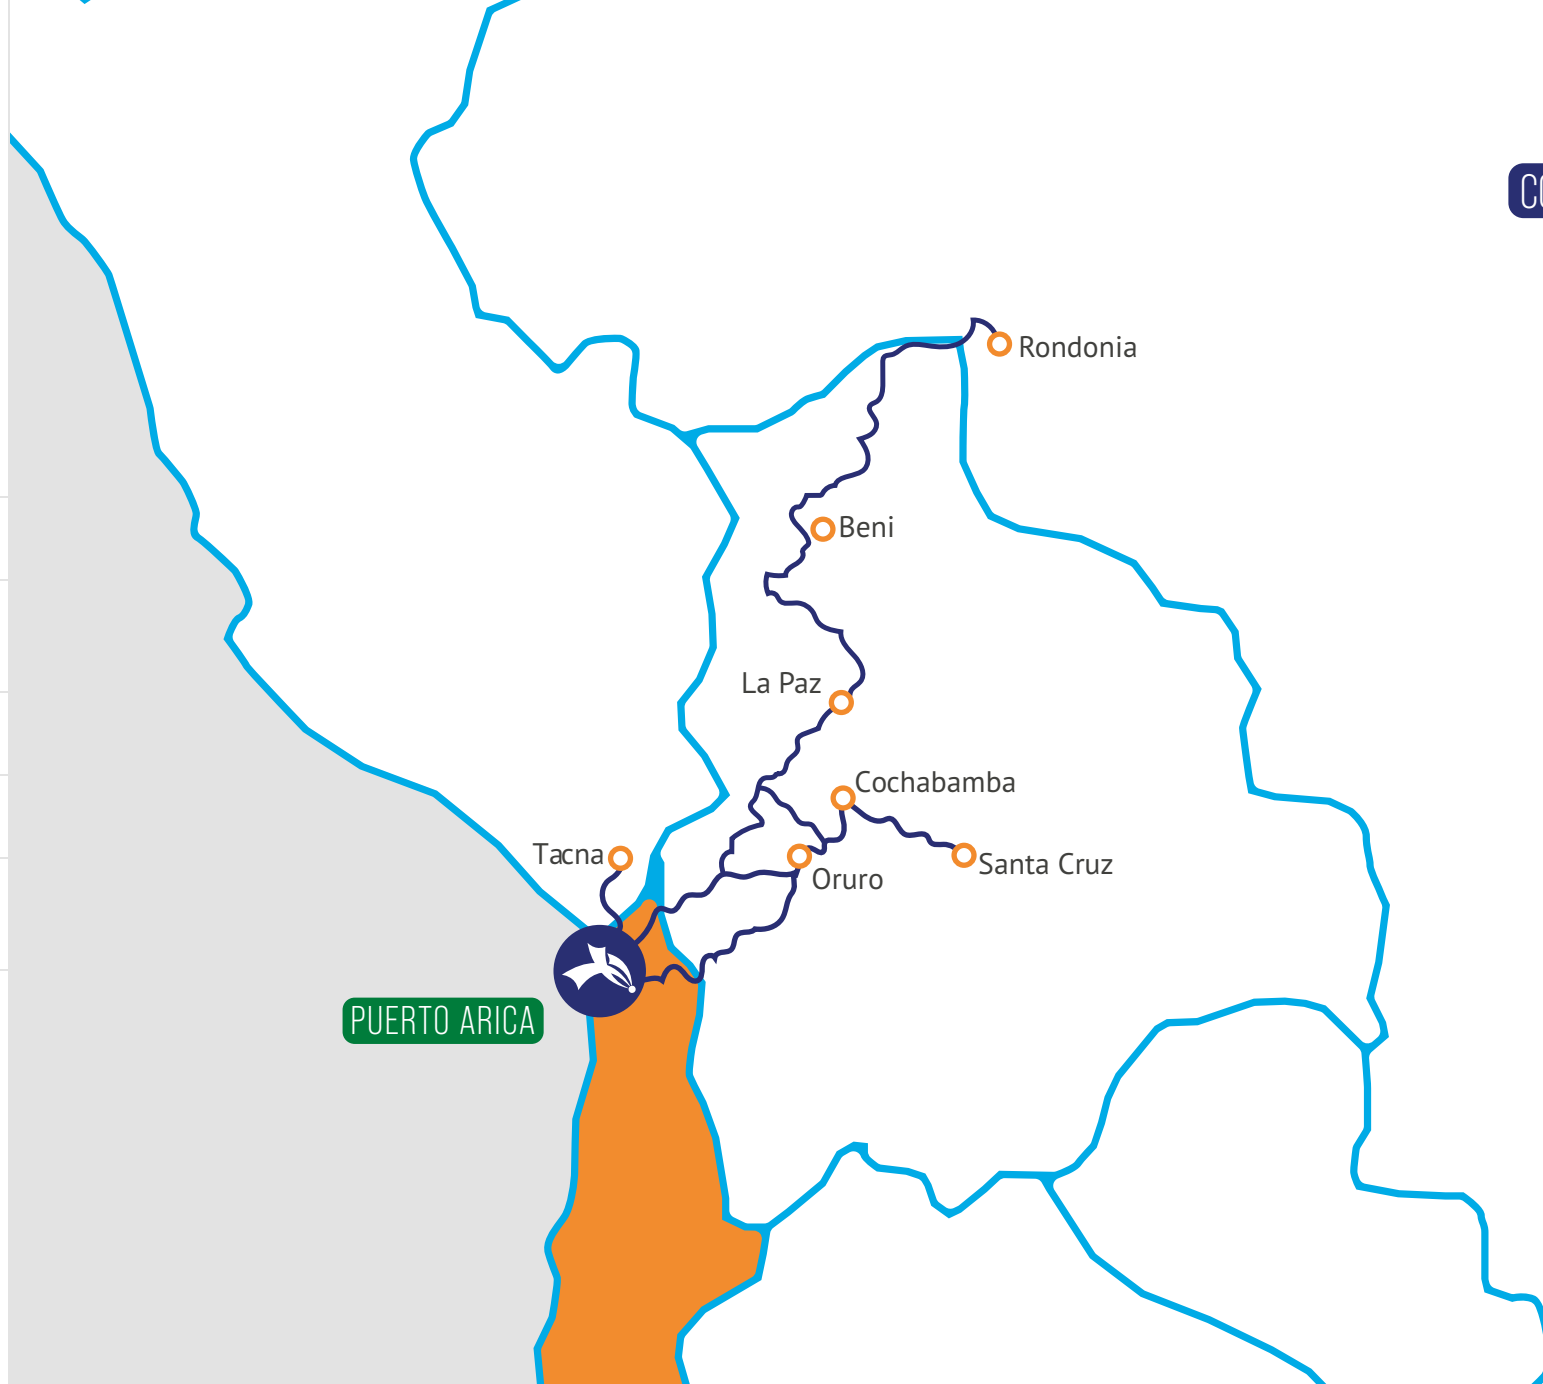 Rondonia
Beni
La Paz
Cochabamba
Tacna
Santa Cruz
Oruro
PUERTO ARICA